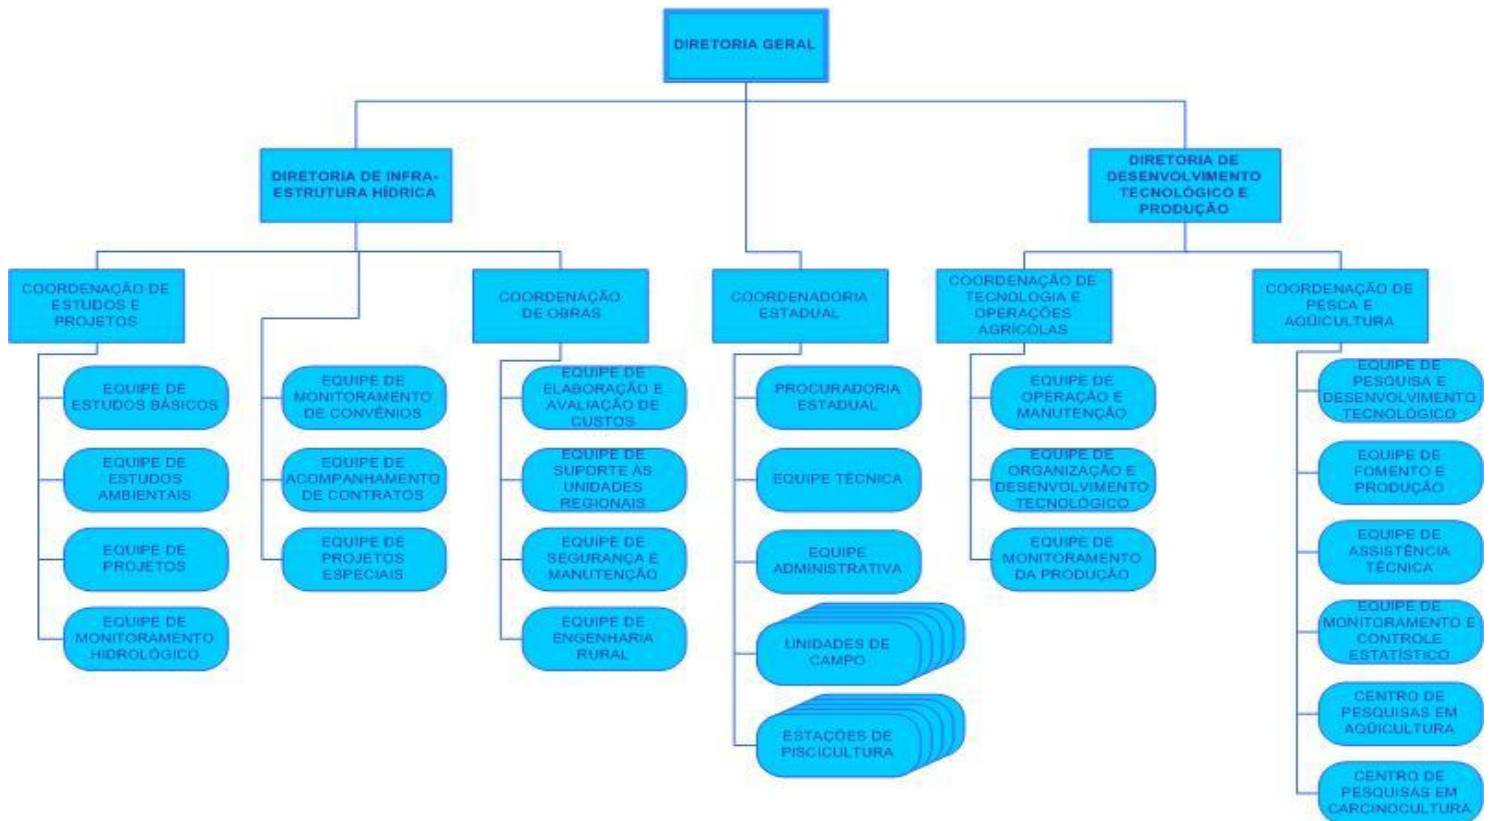 DIRETORIA GERAL
DIRETORIA DE INFRA-
ESTRUTURA HÍDRICA
DIRETORIA DE
DESENVOLVIMENTO
TECNOLÓGICO E
PRODUÇÃO
COORDENAÇÃO DE
ESTUDOS E
PROJETOS
COORDENAÇÃO
DE OBRAS
COORDENADORIA
ESTADUAL
COORDENAÇÃO DE
TECNOLOGIA E
OPERAÇÕES
AGRÍCOLAS
COORDENAÇÃO DE
PESCA E
AQÜICULTURA
EQUIPE DE
ESTUDOS BÁSICOS
EQUIPE DE
ESTUDOS
AMBIENTAIS
EQUIPE DE
PROJETOS
EQUIPE DE
MONITORAMENTO
HIDROLÓGICO
EQUIPE DE
MONITORAMENTO
DE CONVÊNIOS
EQUIPE DE
ACOMPANHAMENTO
DE CONTRATOS
EQUIPE DE
PROJETOS
ESPECIAIS
EQUIPE DE
ELABORAÇÃO E
AVALIAÇÃO DE
CUSTOS
EQUIPE DE
SUPORTE ÀS
UNIDADES
REGIONAIS
EQUIPE DE
SEGURANÇA E
MANUTENÇÃO
EQUIPE DE
ENGENHARIA
RURAL
PROCURADORIA
ESTADUAL
EQUIPE TÉCNICA
EQUIPE
ADMINISTRATIVA
UNIDADES DE
CAMPO
ESTAÇÕES DE
PISCICULTURA
EQUIPE DE
OPERAÇÃO E
MANUTENÇÃO
EQUIPE DE
ORGANIZAÇÃO E
DESENVOLVIMENTO
TECNOLÓGICO
EQUIPE DE
MONITORAMENTO
DA PRODUÇÃO
EQUIPE DE
PESQUISA E
DESENVOLVIMENTO
TECNOLÓGICO
EQUIPE DE
FOMENTO E
PRODUÇÃO
EQUIPE DE
ASSISTÊNCIA
TÉCNICA
EQUIPE DE
MONITORAMENTO E
CONTROLE
ESTATÍSTICO
CENTRO DE
PESQUISAS EM
AQÜICULTURA
CENTRO DE
PESQUISAS EM
CARCINOCULTURA